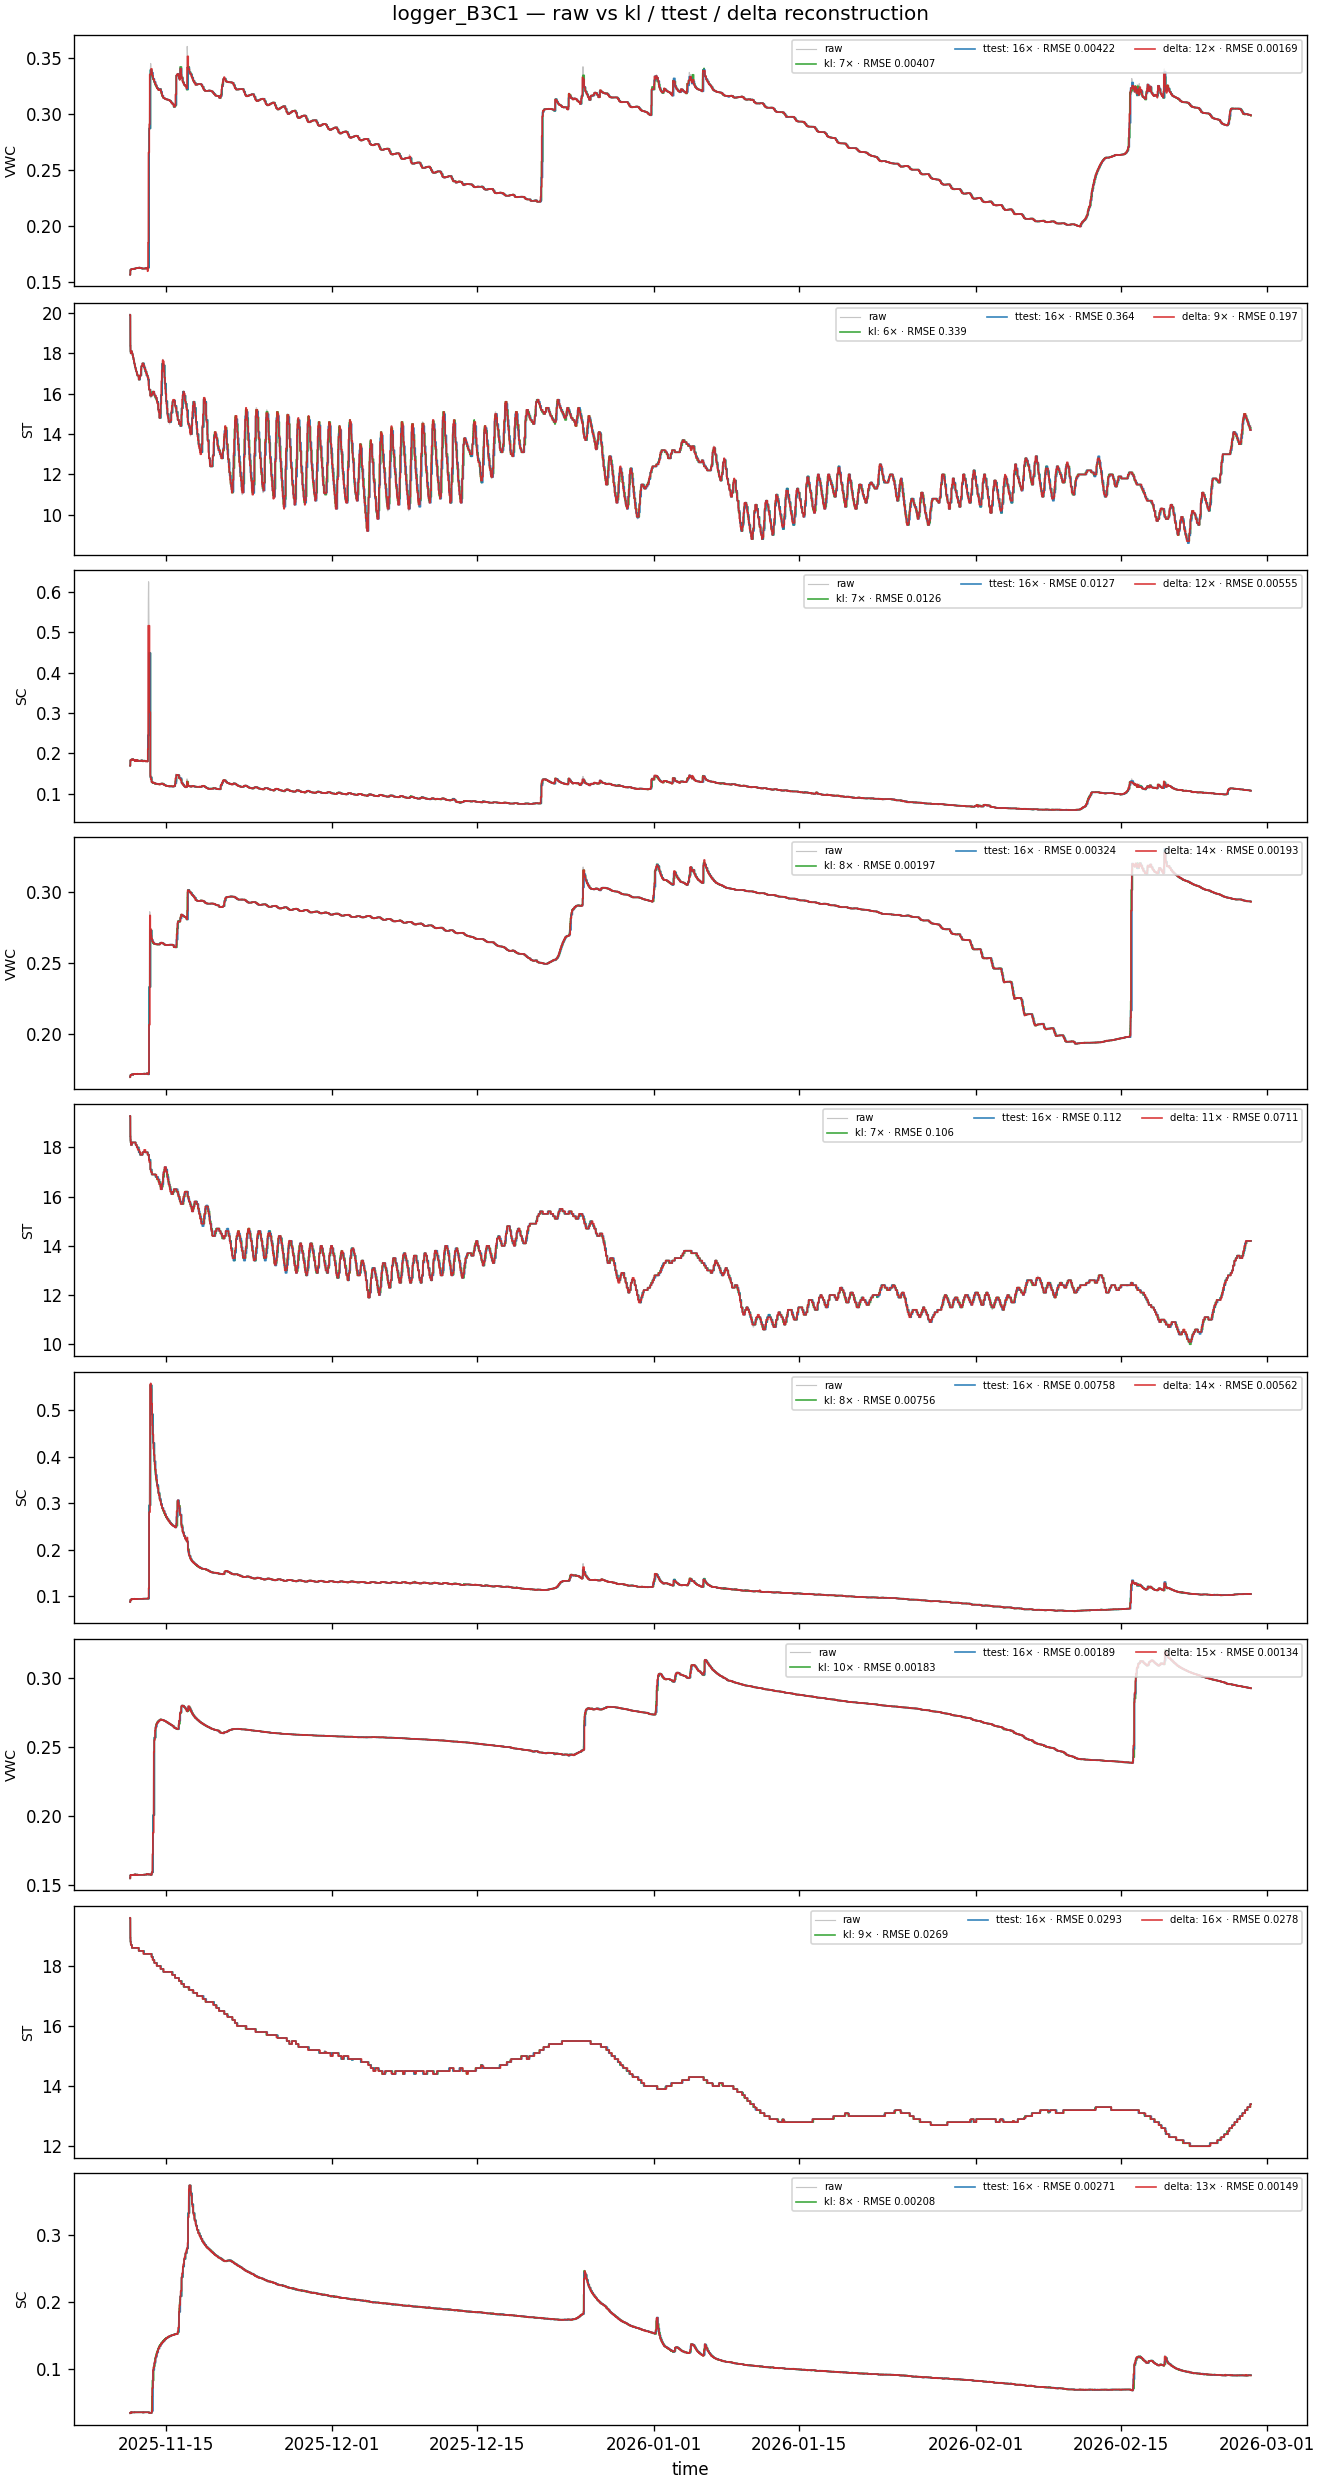 logger_B3C1 — raw vs kl / ttest / delta reconstruction
raw
kl: 7× · RMSE 0.00407
ttest: 16× · RMSE 0.00422
delta: 12× · RMSE 0.00169
VWC
0.35
0.30
0.25
0.20
0.15
raw
kl: 6× · RMSE 0.339
ttest: 16× · RMSE 0.364
delta: 9× · RMSE 0.197
ST
20
18
16
14
12
10
raw
kl: 7× · RMSE 0.0126
ttest: 16× · RMSE 0.0127
delta: 12× · RMSE 0.00555
SC
0.6
0.5
0.4
0.3
0.2
0.1
raw
kl: 8× · RMSE 0.00197
ttest: 16× · RMSE 0.00324
delta: 14× · RMSE 0.00193
VWC
0.30
0.25
0.20
raw
kl: 7× · RMSE 0.106
ttest: 16× · RMSE 0.112
delta: 11× · RMSE 0.0711
ST
18
16
14
12
10
raw
kl: 8× · RMSE 0.00756
ttest: 16× · RMSE 0.00758
delta: 14× · RMSE 0.00562
SC
0.5
0.4
0.3
0.2
0.1
raw
kl: 10× · RMSE 0.00183
ttest: 16× · RMSE 0.00189
delta: 15× · RMSE 0.00134
VWC
0.30
0.25
0.20
0.15
raw
kl: 9× · RMSE 0.0269
ttest: 16× · RMSE 0.0293
delta: 16× · RMSE 0.0278
ST
18
16
14
12
raw
kl: 8× · RMSE 0.00208
ttest: 16× · RMSE 0.00271
delta: 13× · RMSE 0.00149
SC
0.3
0.2
0.1
2025-11-15 2025-12-01 2025-12-15 2026-01-01 2026-01-15 2026-02-01 2026-02-15 2026-03-01
time